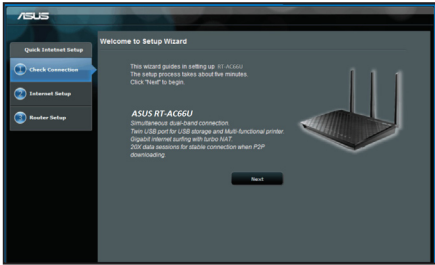 ASUS
Quick Internet Setup
1 Check Connection
2 Internet Setup
3 Router Setup
Welcome to Setup Wizard
This wizard guides in setting up RT-AC66U
The setup process takes about five minutes.
Click "Next" to begin.
ASUS RT-AC66U
Simultaneous dual-band connection.
Twin USB port for USB storage and Multi-functional printer.
Gigabit internet surfing with turbo NAT.
20X data sessions for stable connection when P2P
downloading.
Next